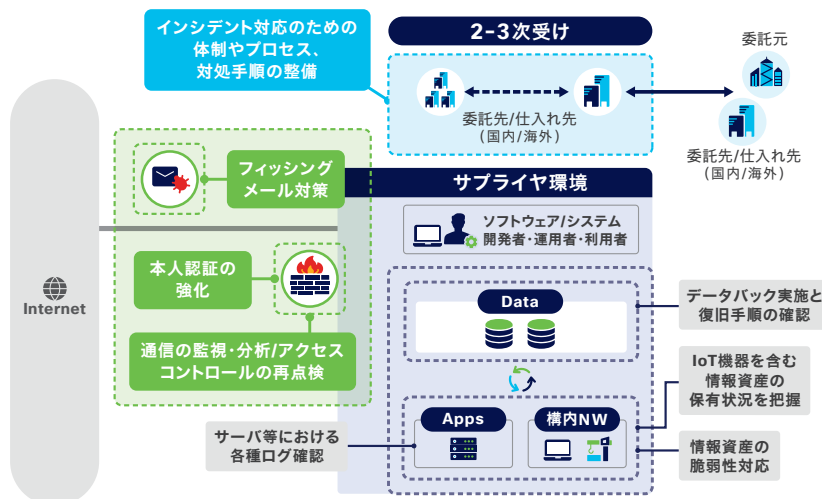 インシデント対応のための
体制やプロセス、
対処手順の整備
2-3次受け
委託元
委託先/仕入れ先
(国内/海外)
委託先/仕入れ先
(国内/海外)
フィッシング
メール対策
サプライヤ環境
ソフトウェア/システム
開発者・運用者・利用者
本人認証の
強化
Internet
通信の監視・分析/アクセス
コントロールの再点検
Data
データバック実施と
復旧手順の確認
IoT機器を含む
情報資産の
保有状況を把握
Apps
構内NW
サーバ等における
各種ログ確認
情報資産の
脆弱性対応